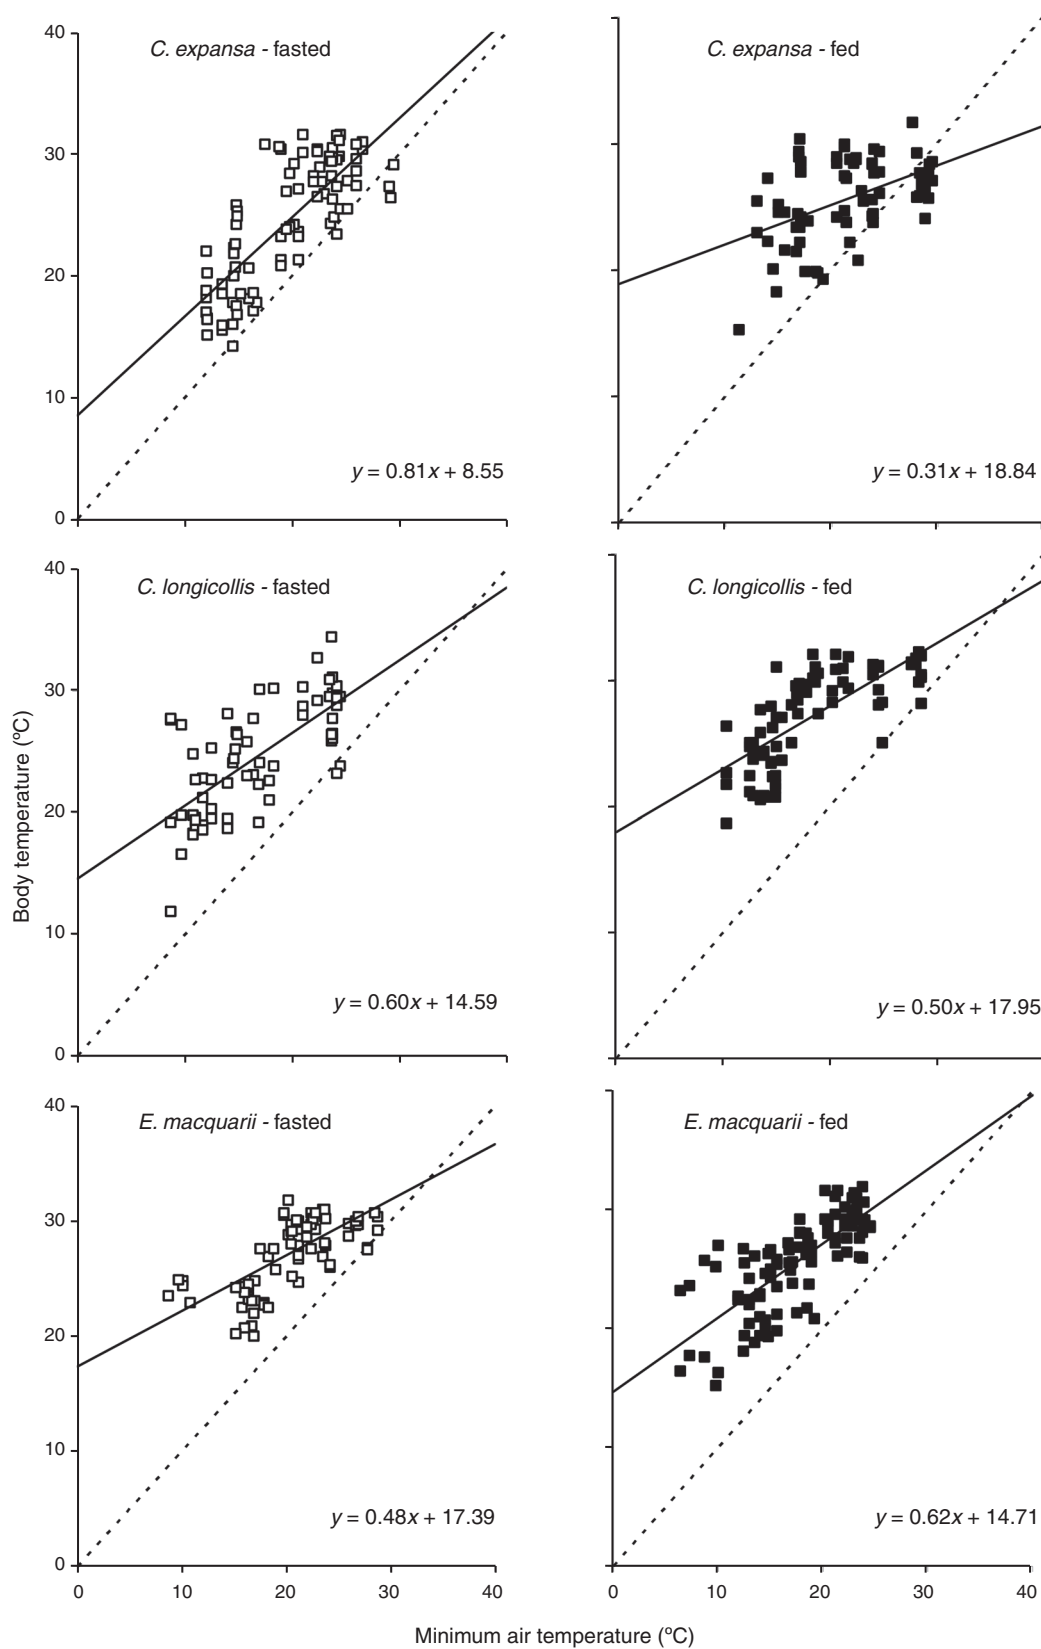 C. expansa - fasted
40
30
20
10
0
y = 0.81x + 8.55
C. expansa - fed
y = 0.31x + 18.84
C. longicollis - fasted
40
30
20
10
0
y = 0.60x + 14.59
C. longicollis - fed
y = 0.50x + 17.95
Body temperature (ºC)
E. macquarii - fasted
40
30
20
10
0
y = 0.48x + 17.39
0 10 20 30 40
E. macquarii - fed
y = 0.62x + 14.71
0 10 20 30 40
Minimum air temperature (ºC)